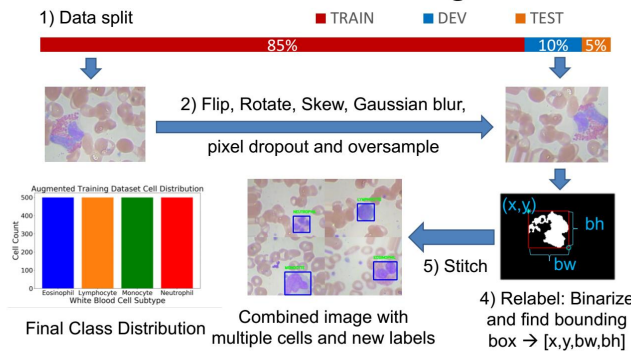 1) Data split
TRAIN
DEV
TEST
85%
10%
5%
2) Flip, Rotate, Skew, Gaussian blur,
pixel dropout and oversample
Augmented Training Dataset Cell Distribution
500
400
300
200
100
0
Cell Count
Eosinophil
Lymphocyte
Monocyte
Neutrophil
White Blood Cell Subtype
Final Class Distribution
Combined image with
multiple cells and new labels
5) Stitch
(x,y)
bh
bw
4) Relabel: Binarize
and find bounding
box → [x,y,bw,bh]